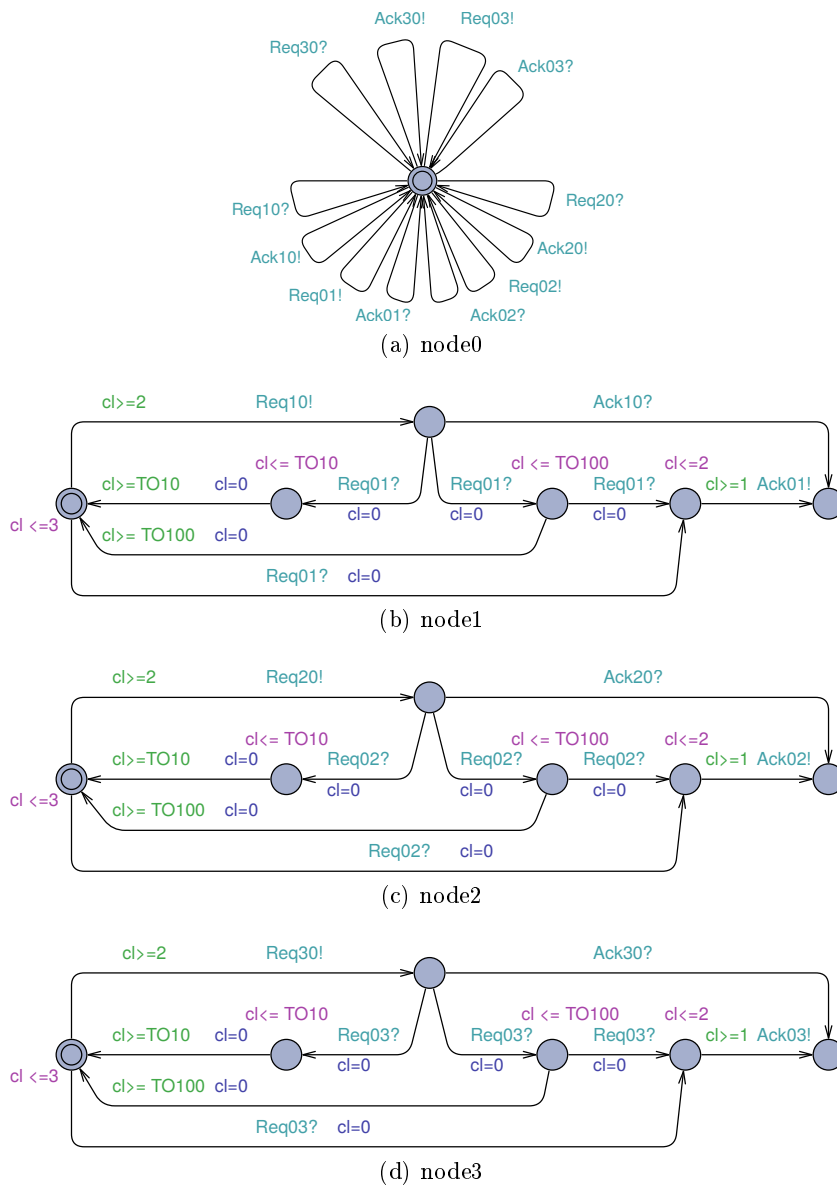 Ack30! Req03!
Req30? Ack03?
Req10? Req20?
Ack10! Ack20!
Req01! Req02!
Ack01? Ack02?
(a) node0
cl>=2 Req10! Ack10?
cl<= TO10 cl <= TO100 cl<=2
cl>=TO10 cl=0 Req01? Req01? Req01? cl>=1 Ack01!
cl <=3 cl=0 cl=0 cl=0
cl>= TO100 cl=0
Req01? cl=0
(b) node1
cl>=2 Req20! Ack20?
cl<= TO10 cl <= TO100 cl<=2
cl>=TO10 cl=0 Req02? Req02? Req02? cl>=1 Ack02!
cl <=3 cl=0 cl=0 cl=0
cl>= TO100 cl=0
Req02? cl=0
(c) node2
cl>=2 Req30! Ack30?
cl<= TO10 cl <= TO100 cl<=2
cl>=TO10 cl=0 Req03? Req03? Req03? cl>=1 Ack03!
cl <=3 cl=0 cl=0 cl=0
cl>= TO100 cl=0
Req03? cl=0
(d) node3